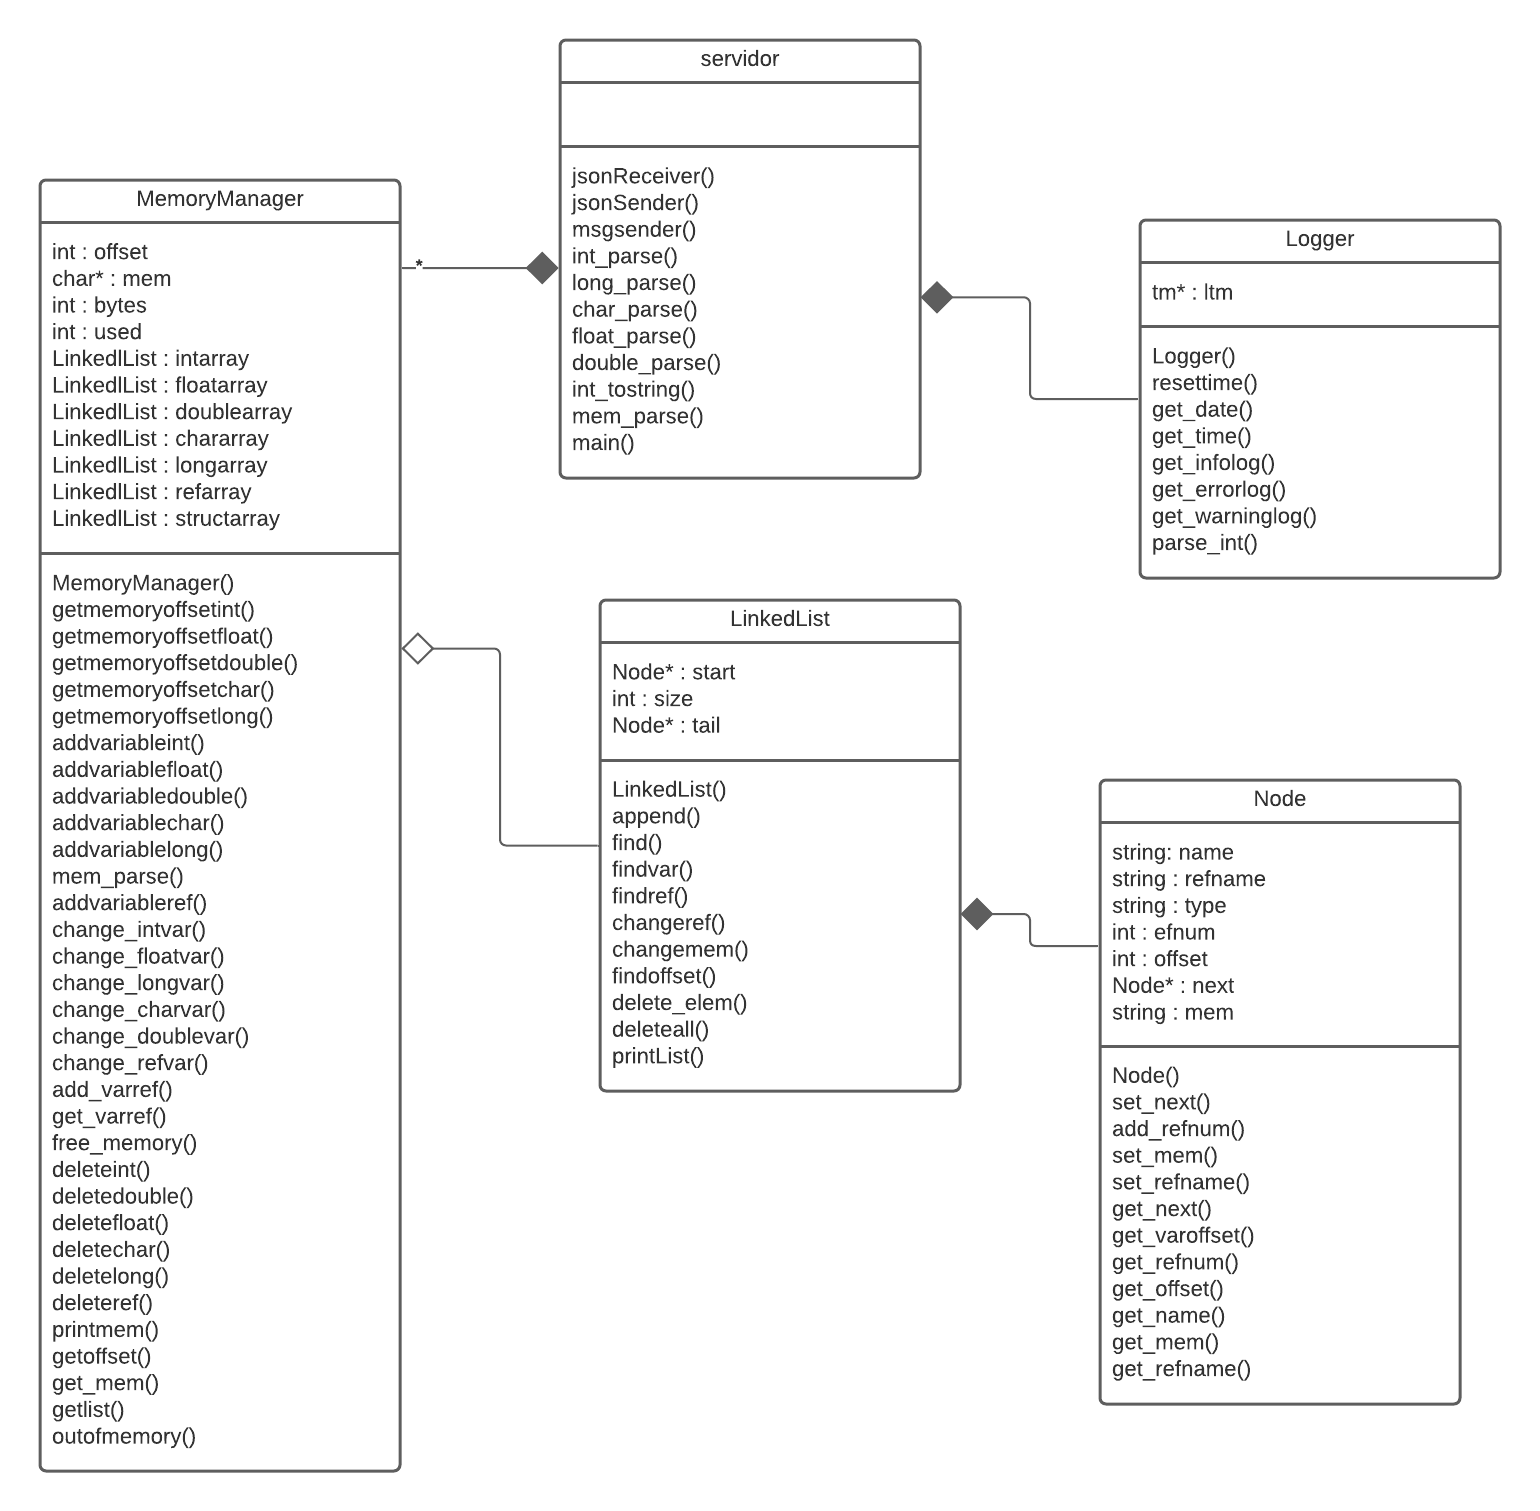 servidor
jsonReceiver()
jsonSender()
msgsender()
int_parse()
long_parse()
char_parse()
float_parse()
double_parse()
int_tostring()
mem_parse()
main()
MemoryManager
int : offset
char* : mem
int : bytes
int : used
LinkedlList : intarray
LinkedlList : floatarray
LinkedlList : doublearray
LinkedlList : chararray
LinkedlList : longarray
LinkedlList : refarray
LinkedlList : structarray
MemoryManager()
getmemoryoffsetint()
getmemoryoffsetfloat()
getmemoryoffsetdouble()
getmemoryoffsetchar()
getmemoryoffsetlong()
addvariableint()
addvariablefloat()
addvariabledouble()
addvariablechar()
addvariablelong()
mem_parse()
addvariableref()
change_intvar()
change_floatvar()
change_longvar()
change_charvar()
change_doublevar()
change_refvar()
add_varref()
get_varref()
free_memory()
deleteint()
deletedouble()
deletefloat()
deletechar()
deletelong()
deleteref()
printmem()
getoffset()
get_mem()
getlist()
outofmemory()
*
Logger
tm* : ltm
Logger()
resettime()
get_date()
get_time()
get_infolog()
get_errorlog()
get_warninglog()
parse_int()
LinkedList
Node* : start
int : size
Node* : tail
LinkedList()
append()
find()
findvar()
findref()
changeref()
changemem()
findoffset()
delete_elem()
deleteall()
printList()
Node
string: name
string : refname
string : type
int : efnum
int : offset
Node* : next
string : mem
Node()
set_next()
add_refnum()
set_mem()
set_refname()
get_next()
get_varoffset()
get_refnum()
get_offset()
get_name()
get_mem()
get_refname()